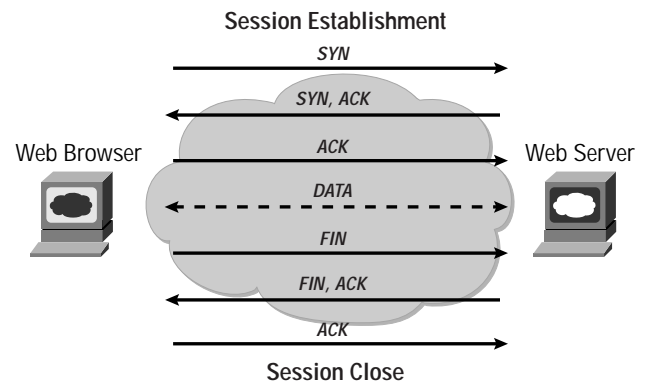 Session Establishment
SYN
SYN, ACK
Web Browser
ACK
Web Server
DATA
FIN
FIN, ACK
ACK
Session Close